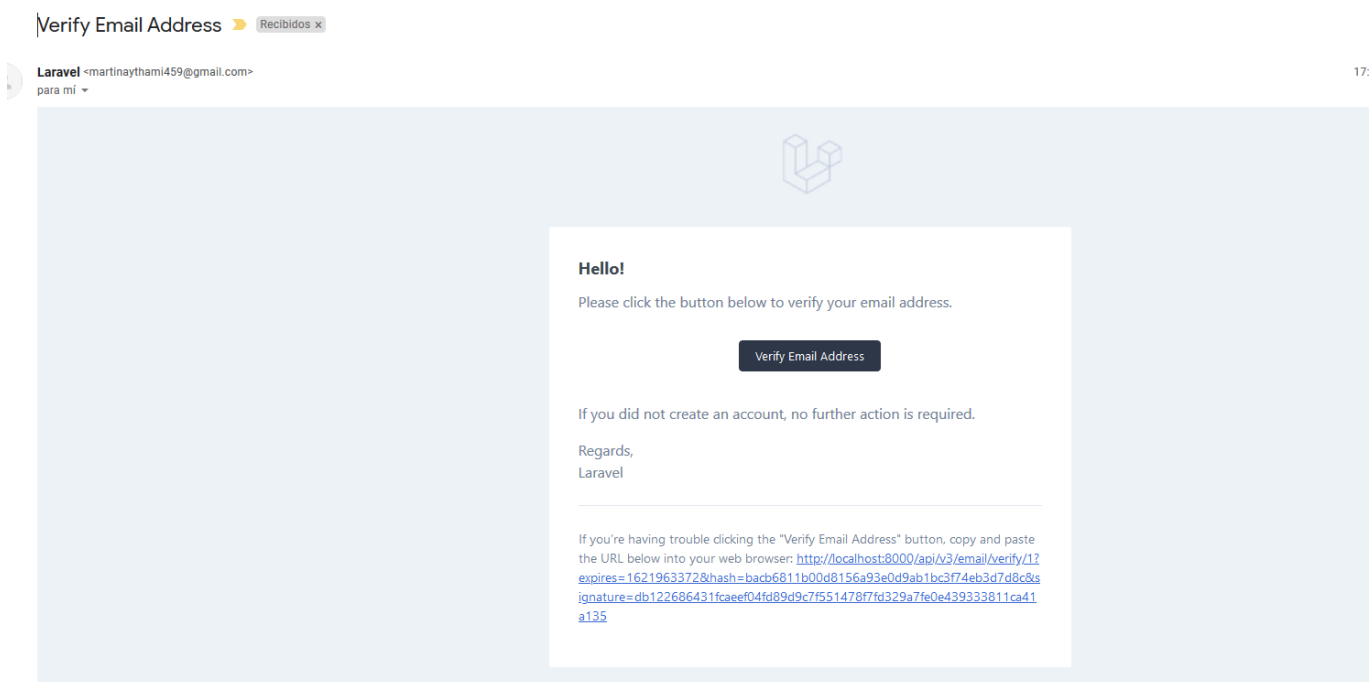 Verify Email Address Recibidos x
Laravel <martinaythami459@gmail.com> 17:
para mí
Hello!
Please click the button below to verify your email address.
Verify Email Address
If you did not create an account, no further action is required.
Regards,
Laravel
If you're having trouble clicking the "Verify Email Address" button, copy and paste
the URL below into your web browser: http://localhost:8000/api/v3/email/verify/1?
expires=1621963372&hash=bacb6811b00d8156a93e0d9ab1bc3f74eb3d7d8c&s
ignature=db122686431fcaeef04fd89d9c7f551478f7fd329a7fe0e439333811ca41
a135